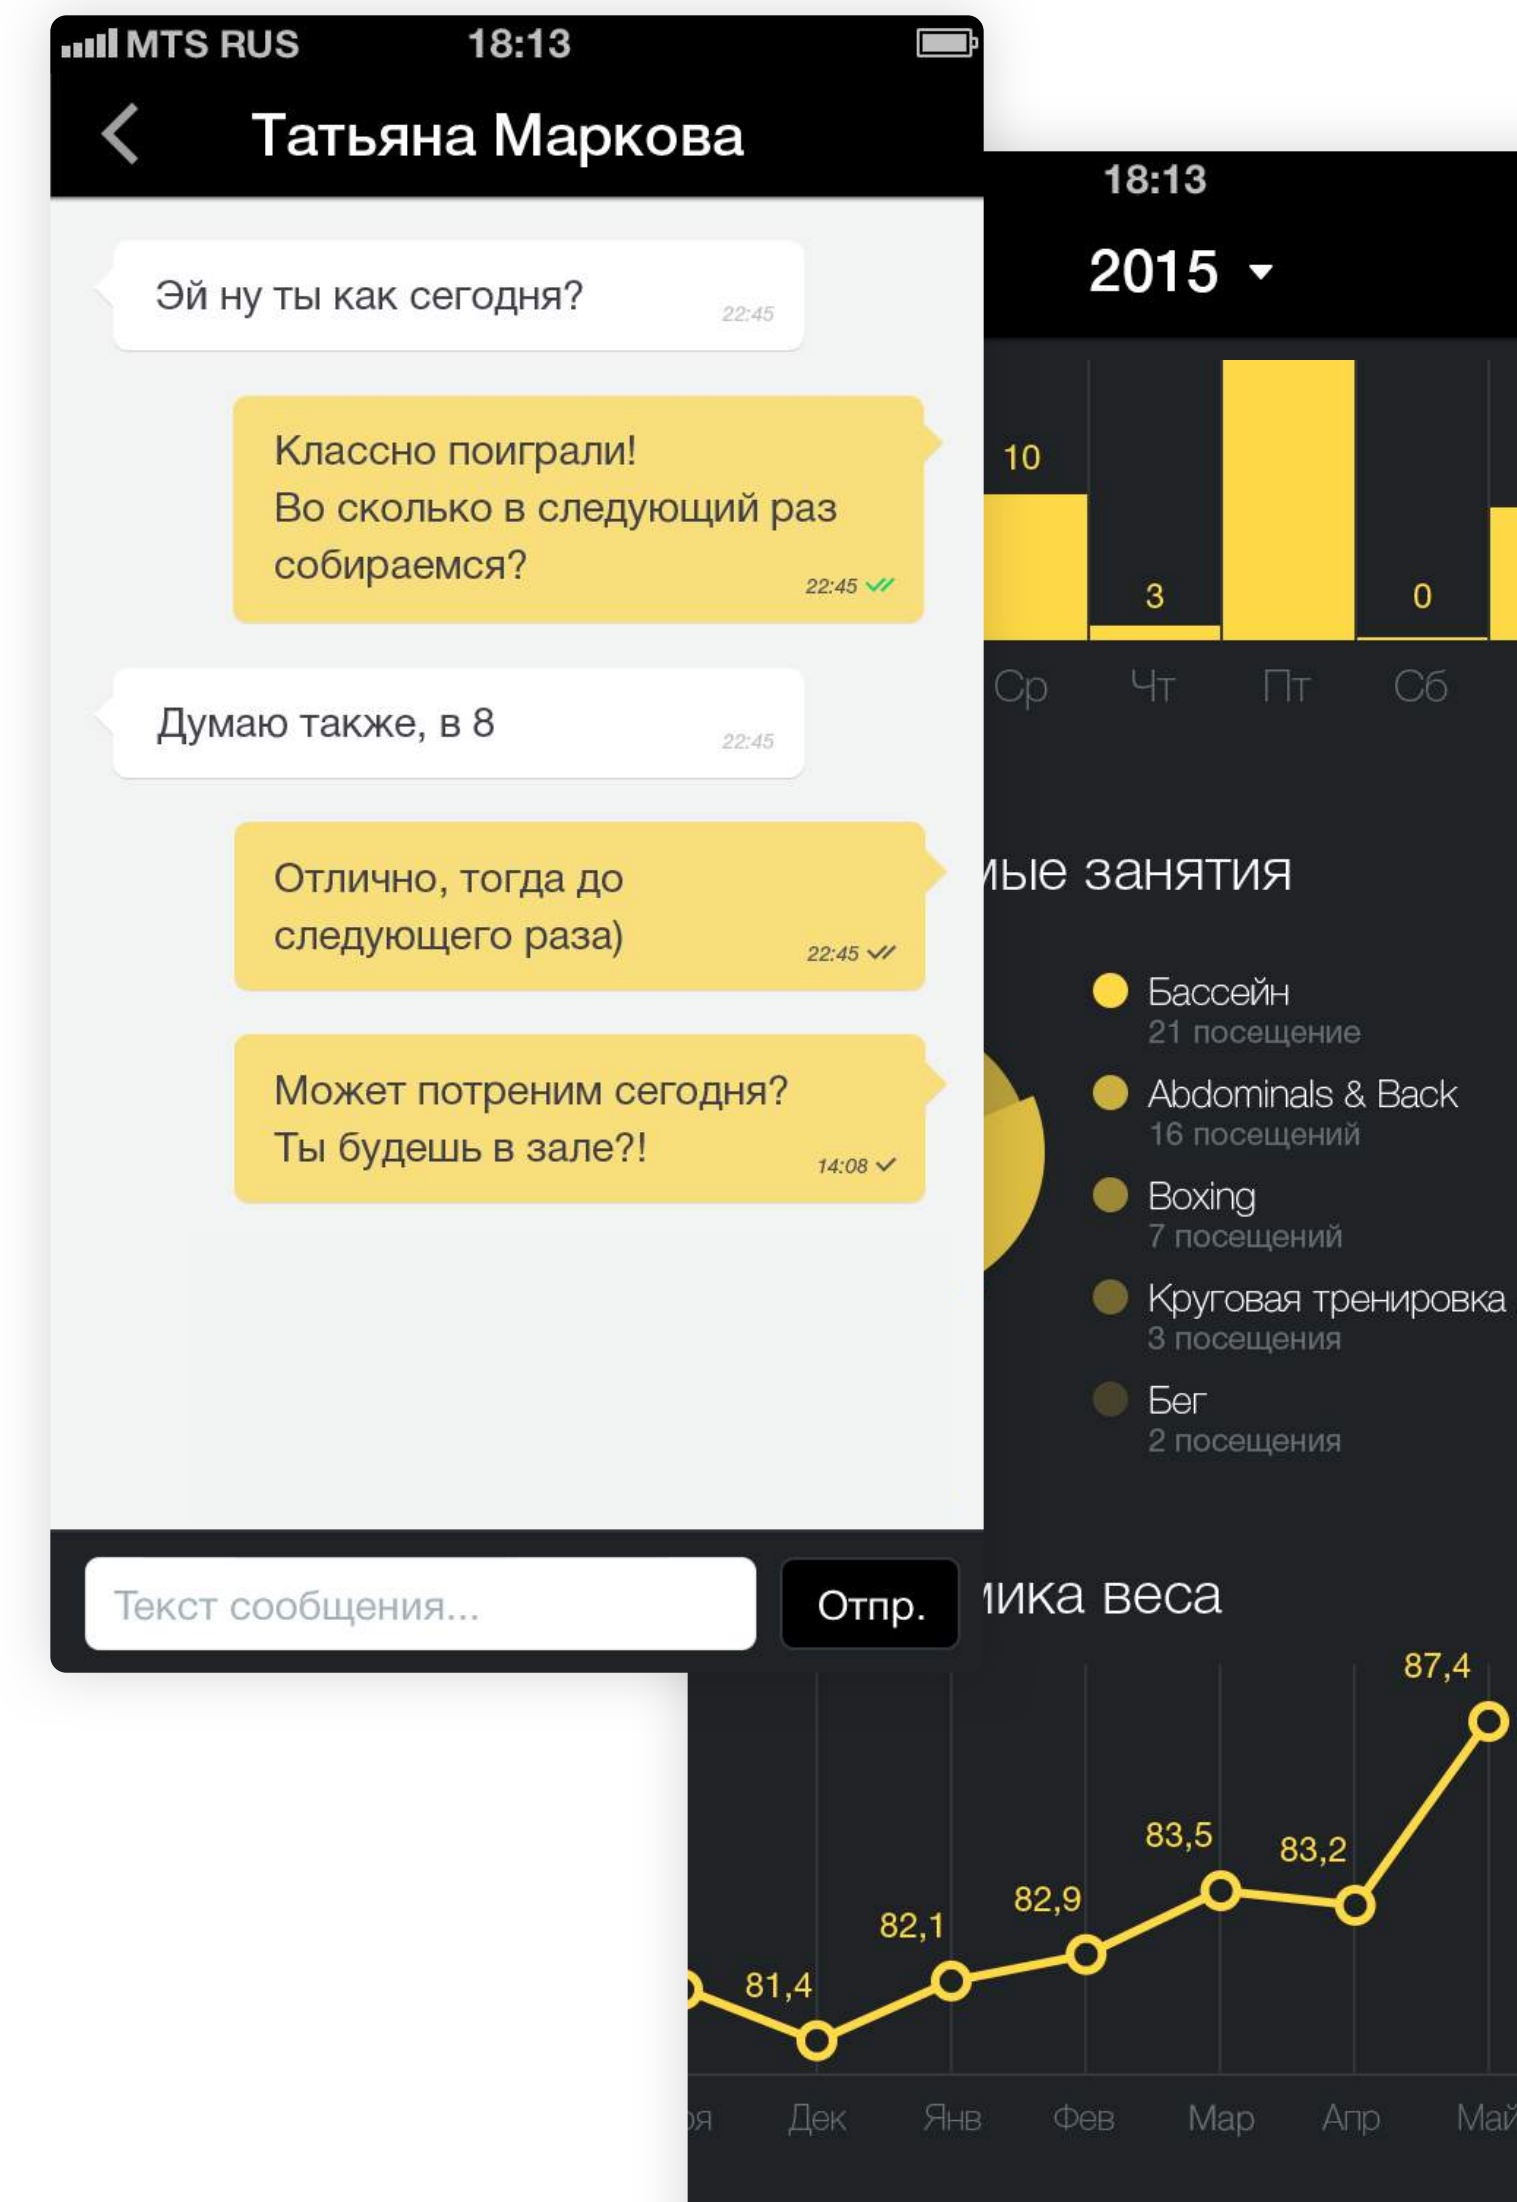 MTS RUS 18:13
Татьяна Маркова
Эй ну ты как сегодня?
22:45
Классно поиграли!
Во сколько в следующий раз
собираемся?
22:45
Думаю также, в 8
22:45
Отлично, тогда до
следующего раза)
22:45
Может потреним сегодня?
Ты будешь в зале?!
14:08
Текст сообщения...
Отпр.
18:13
2015
10
3
0
Ср Чт Пт Сб
мые занятия
Бассейн
21 посещение
Abdominals & Back
16 посещений
Boxing
7 посещений
Круговая тренировка
3 посещения
Бег
2 посещения
мика веса
87,4
83,5
83,2
82,9
82,1
81,4
оя Дек Янв Фев Мар Апр Май